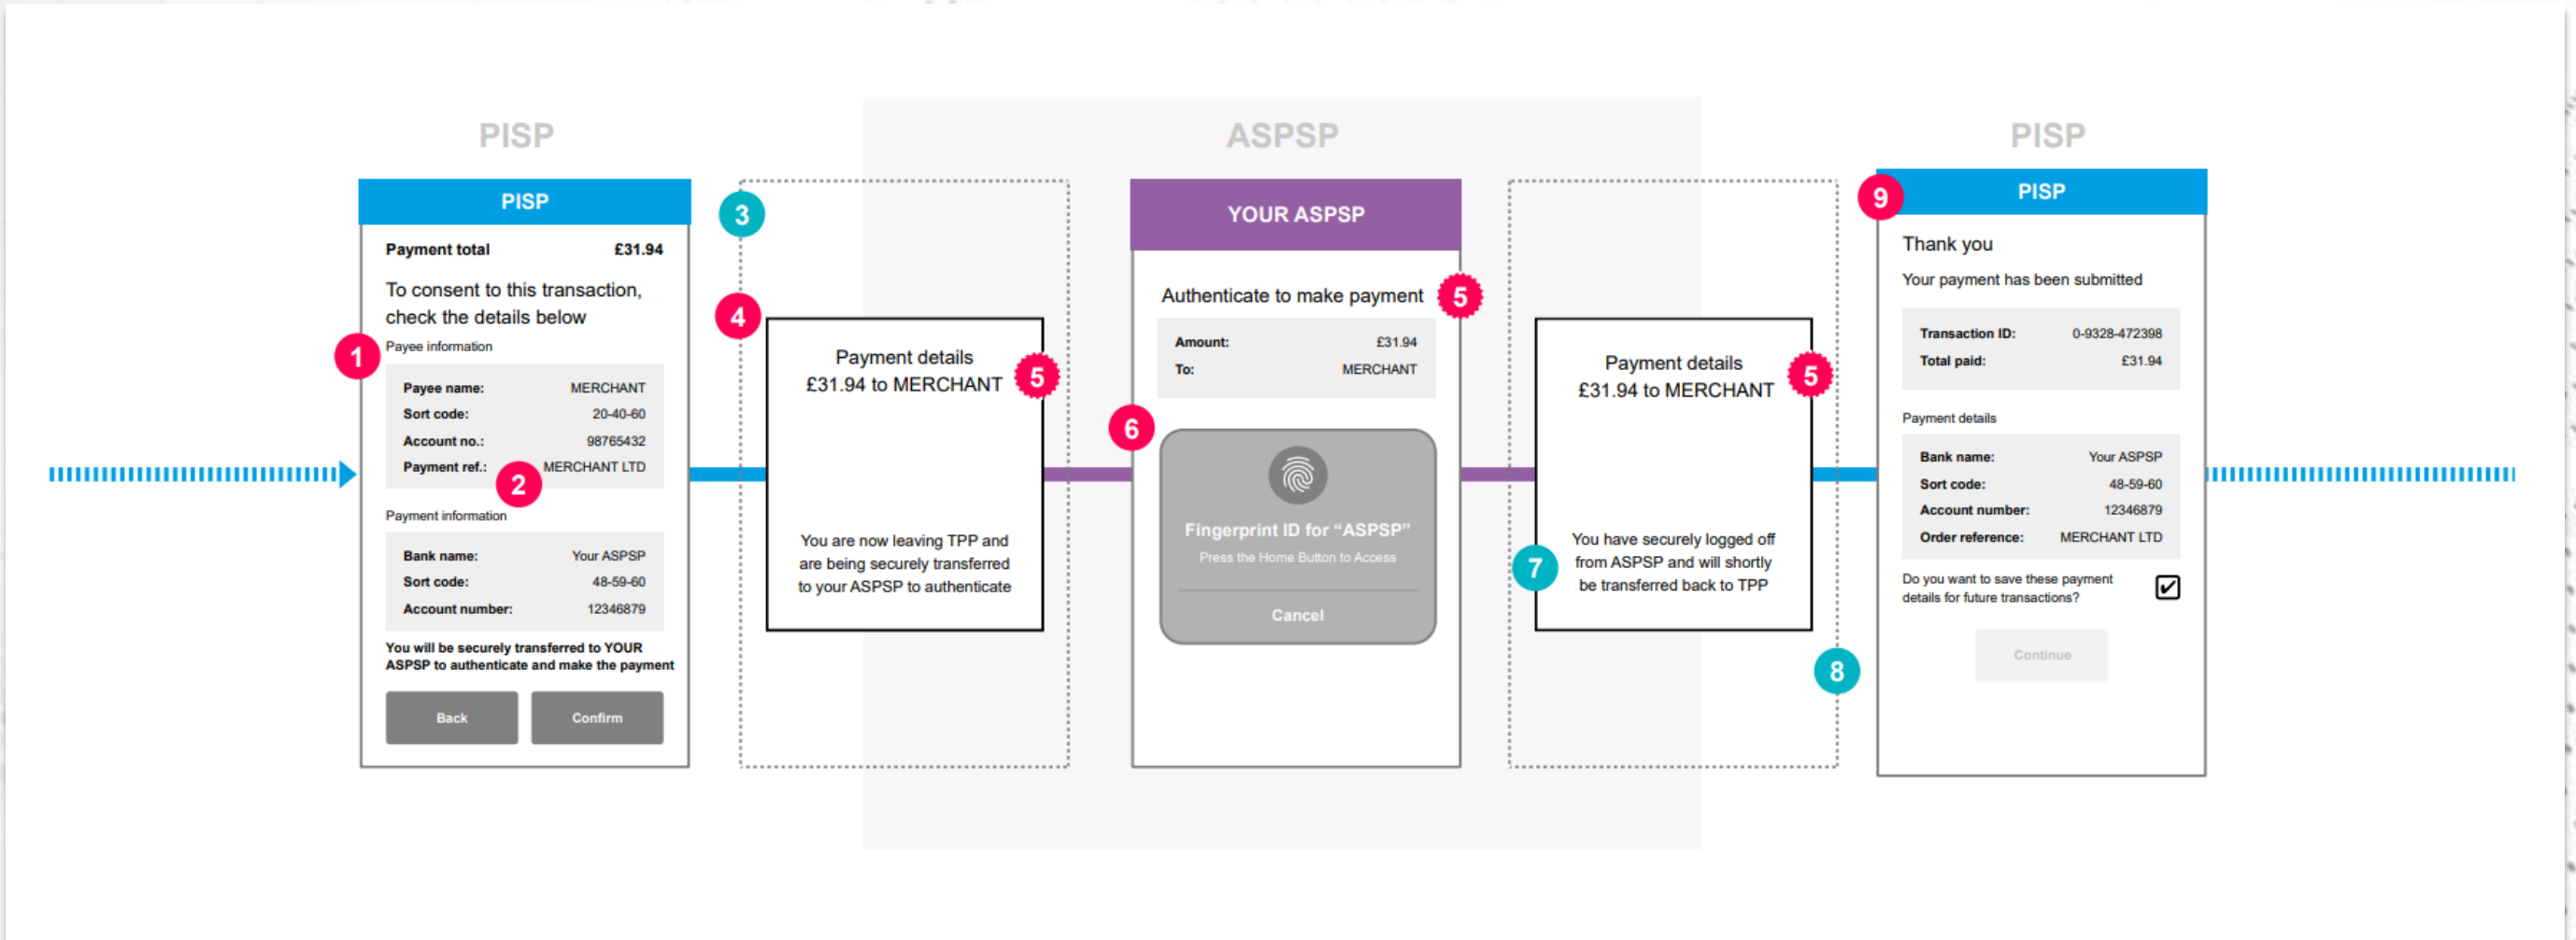 PISP
PISP
Payment total £31.94
To consent to this transaction,
check the details below
1
Payee information
Payee name: MERCHANT
Sort code: 20-40-60
Account no.: 98765432
Payment ref.: MERCHANT LTD
2
Payment information
Bank name: Your ASPSP
Sort code: 48-59-60
Account number: 12346879
You will be securely transferred to YOUR
ASPSP to authenticate and make the payment
Back Confirm
3
4
Payment details
£31.94 to MERCHANT
5
You are now leaving TPP and
are being securely transferred
to your ASPSP to authenticate
ASPSP
YOUR ASPSP
Authenticate to make payment
5
Amount: £31.94
To: MERCHANT
6
Fingerprint ID for “ASPSP”
Press the Home Button to Access
Cancel
Payment details
£31.94 to MERCHANT
5
7
You have securely logged off
from ASPSP and will shortly
be transferred back to TPP
8
PISP
9
PISP
Thank you
Your payment has been submitted
Transaction ID: 0-9328-472398
Total paid: £31.94
Payment details
Bank name: Your ASPSP
Sort code: 48-59-60
Account number: 12346879
Order reference: MERCHANT LTD
Do you want to save these payment
details for future transactions?
Continue